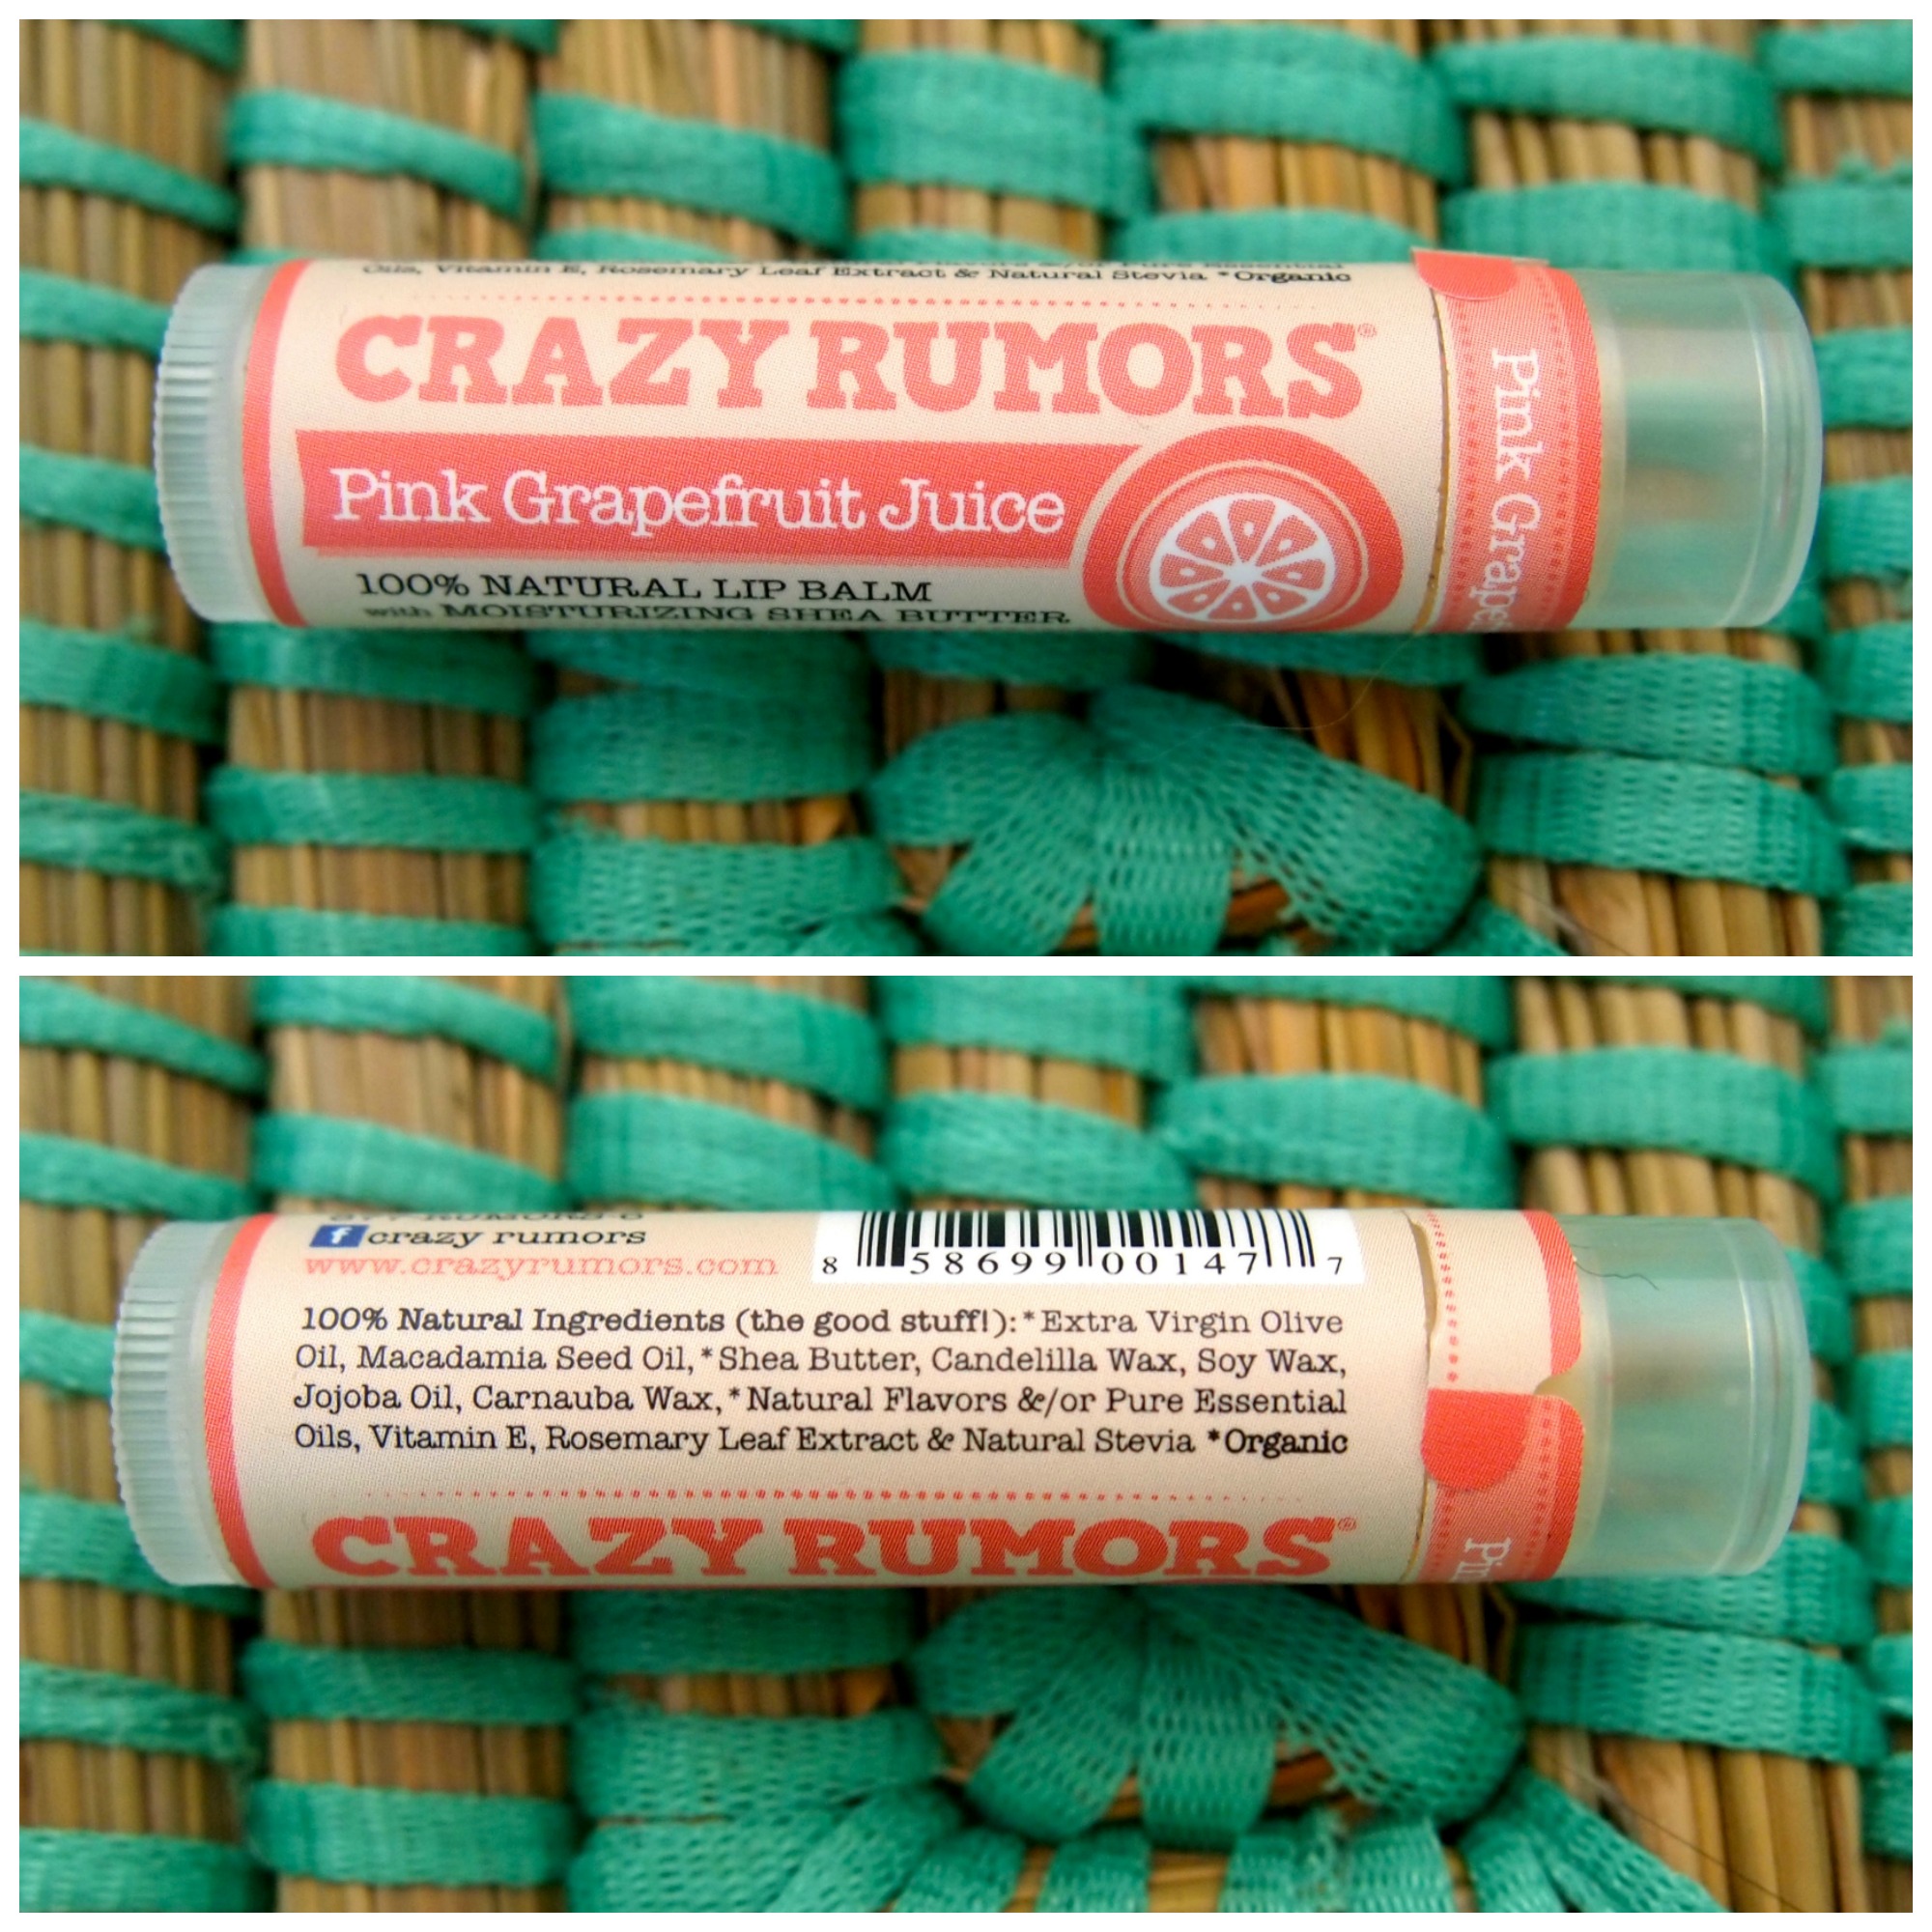 Oils, Vitamin E, Rosemary Leaf Extract & Natural Stevia *Organic
CRAZY RUMORS®
Pink Grapefruit Juice
100% NATURAL LIP BALM
with MOISTURIZING SHEA BUTTER
Pink Grape
crazy rumors
www.crazyrumors.com
8 58699 00147 7
100% Natural Ingredients (the good stuff!): *Extra Virgin Olive
Oil, Macadamia Seed Oil, *Shea Butter, Candelilla Wax, Soy Wax,
Jojoba Oil, Carnauba Wax, *Natural Flavors &/or Pure Essential
Oils, Vitamin E, Rosemary Leaf Extract & Natural Stevia *Organic
CRAZY RUMORS®